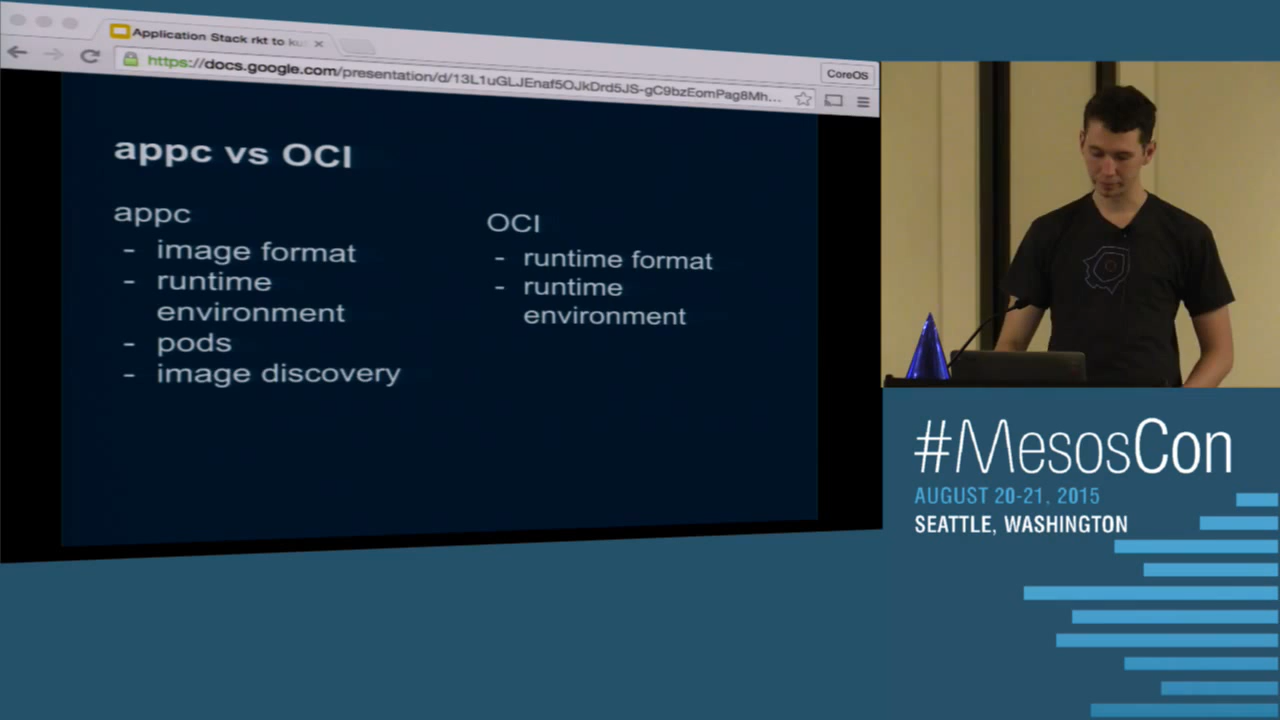 Application Stack rkt to ku
https://docs.google.com/presentation/d/13L1uGLJEnaf5OJkDrd5JS-gC9bzEomPag8Mh...
CoreOS
appc vs OCI
appc
- image format
- runtime
environment
- pods
- image discovery
OCI
- runtime format
- runtime
environment
#MesosCon
AUGUST 20-21, 2015
SEATTLE, WASHINGTON